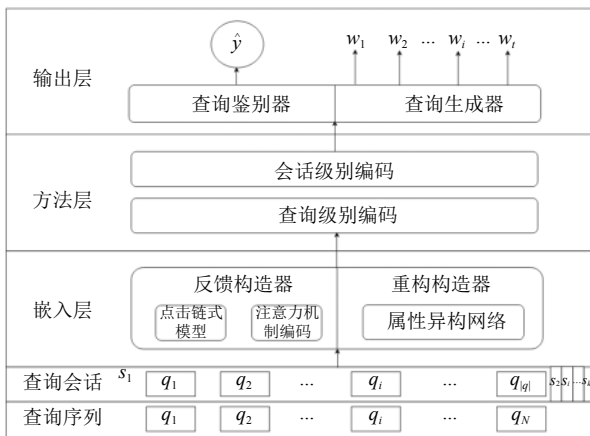 ŷ w₁ w₂ ... wᵢ ... wₜ
输出层
查询鉴别器 查询生成器
会话级别编码
方法层
查询级别编码
反馈构造器 重构构造器
嵌入层
点击链式模型 注意力机制编码 属性异构网络
查询会话 s₁ q₁ q₂ ... qᵢ ... q|q| s₂ sᵢ ... sₖ
查询序列 q₁ q₂ ... qᵢ ... q_N